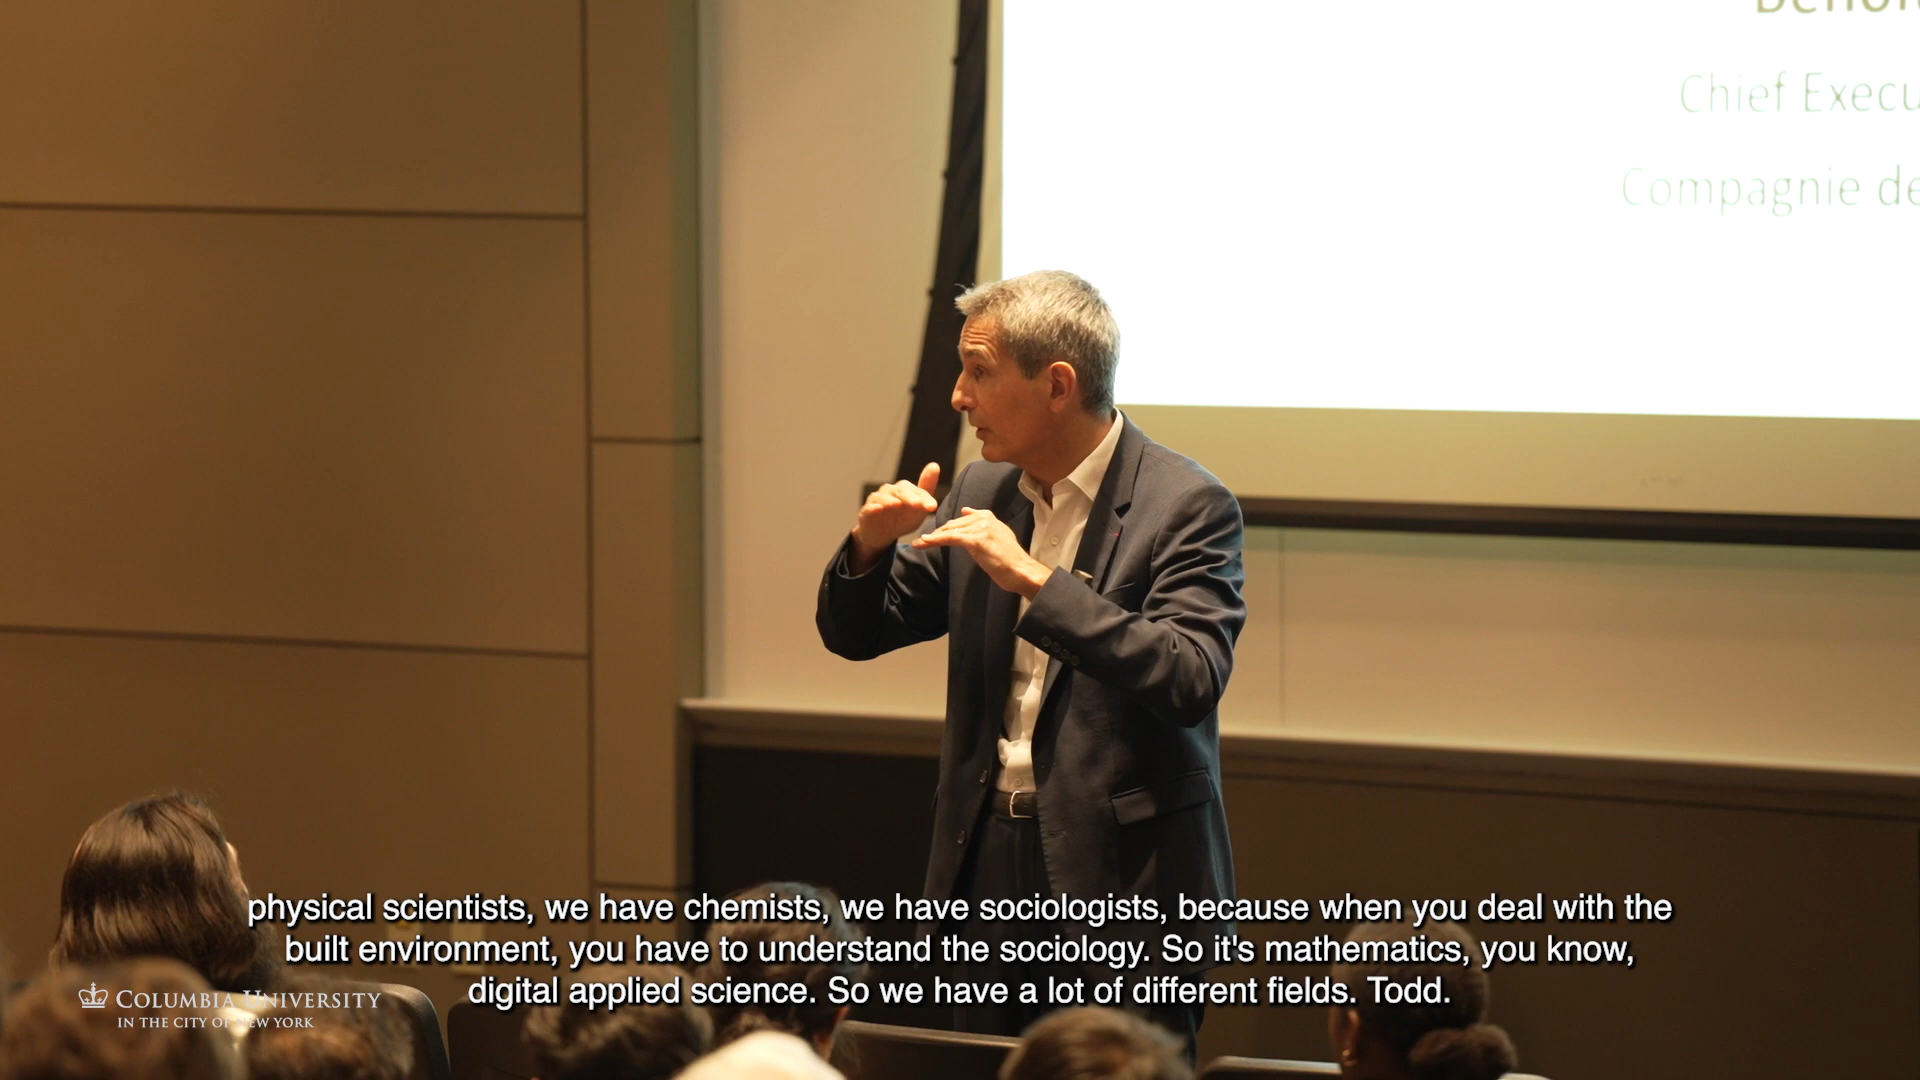 Chief Execu
Compagnie de
physical scientists, we have chemists, we have sociologists, because when you deal with the
built environment, you have to understand the sociology. So it's mathematics, you know,
digital applied science. So we have a lot of different fields. Todd.
COLUMBIA UNIVERSITY
IN THE CITY OF NEW YORK